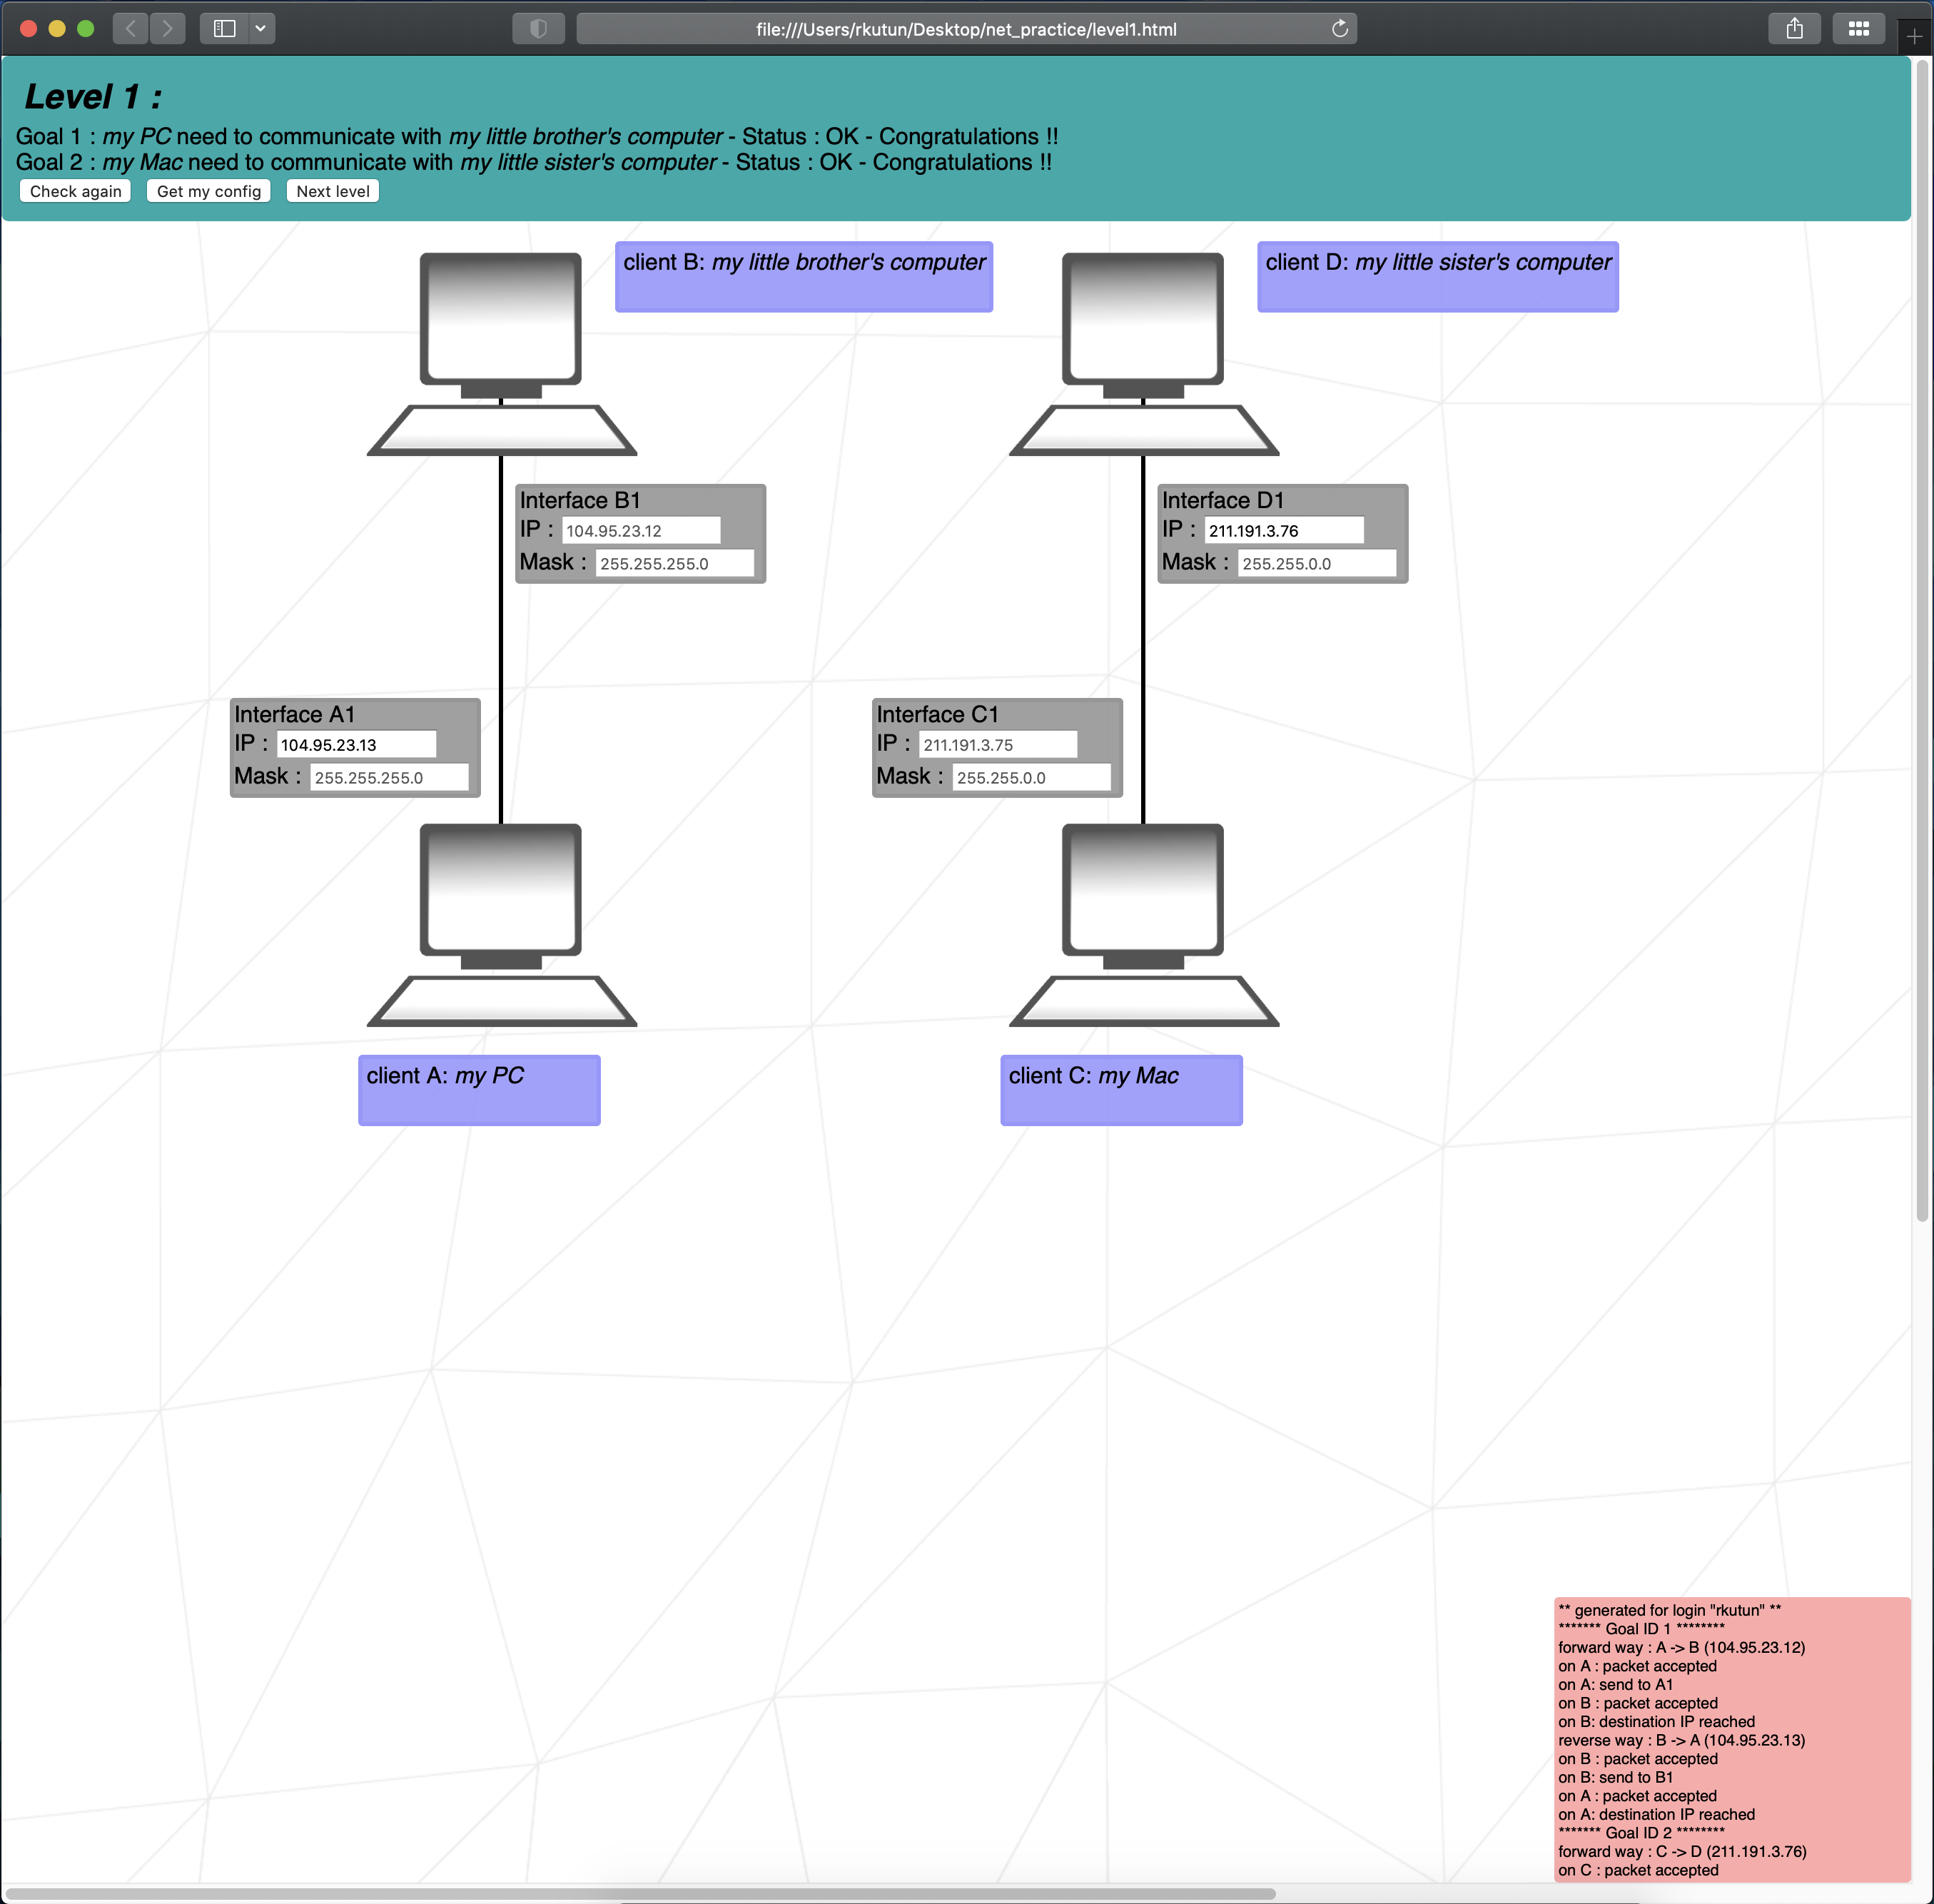 file:///Users/rkutun/Desktop/net_practice/level1.html
Level 1 :
Goal 1 : my PC need to communicate with my little brother's computer - Status : OK - Congratulations !!
Goal 2 : my Mac need to communicate with my little sister's computer - Status : OK - Congratulations !!
Check again Get my config Next level
client B: my little brother's computer
client D: my little sister's computer
Interface B1
IP : 104.95.23.12
Mask : 255.255.255.0
Interface D1
IP : 211.191.3.76
Mask : 255.255.0.0
Interface A1
IP : 104.95.23.13
Mask : 255.255.255.0
Interface C1
IP : 211.191.3.75
Mask : 255.255.0.0
client A: my PC
client C: my Mac
** generated for login "rkutun" **
******* Goal ID 1 ********
forward way : A -> B (104.95.23.12)
on A : packet accepted
on A: send to A1
on B : packet accepted
on B: destination IP reached
reverse way : B -> A (104.95.23.13)
on B : packet accepted
on B: send to B1
on A : packet accepted
on A: destination IP reached
******* Goal ID 2 ********
forward way : C -> D (211.191.3.76)
on C : packet accepted